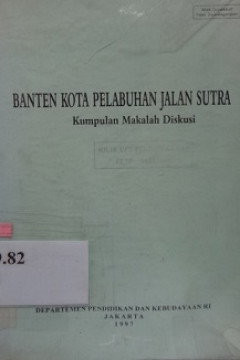 BANTEN KOTA PELABUHAN JALAN SUTRA
Kumpulan Makalah Diskusi
9.82
DEPARTEMEN PENDIDIKAN DAN KEBUDAYAAN RI
JAKARTA
1997